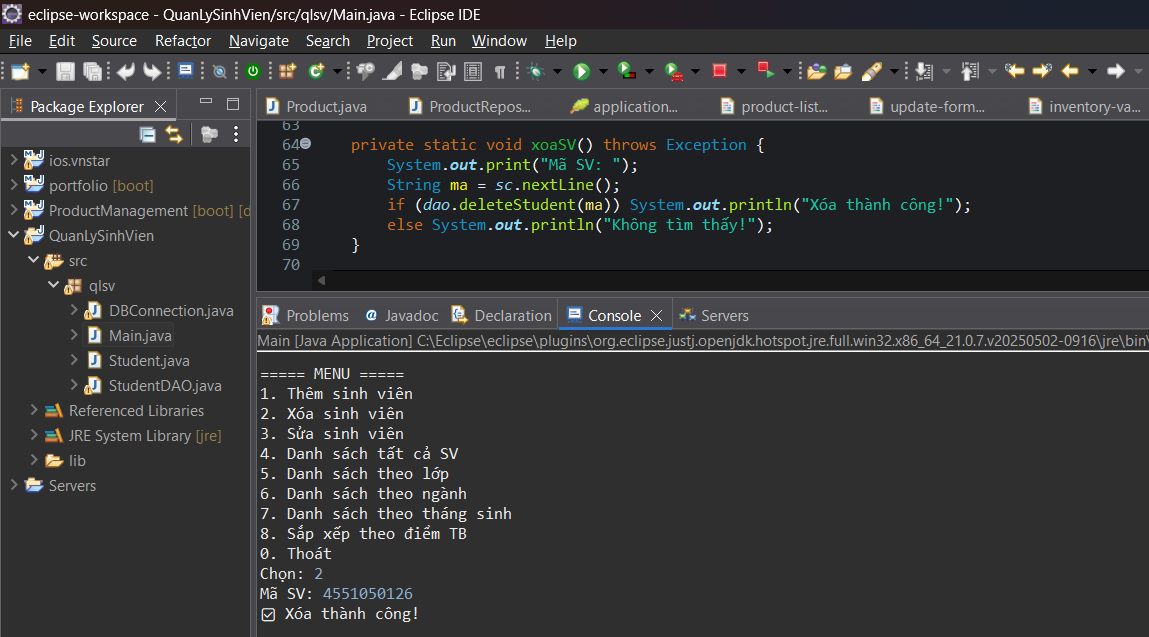 eclipse-workspace - QuanLySinhVien/src/qlsv/Main.java - Eclipse IDE
File Edit Source Refactor Navigate Search Project Run Window Help
Package Explorer
ios.vnstar
portfolio [boot]
ProductManagement [boot] [d
QuanLySinhVien
src
qlsv
DBConnection.java
Main.java
Student.java
StudentDAO.java
Referenced Libraries
JRE System Library [jre]
lib
Servers
Product.java ProductRepos... application... product-list... update-form... inventory-va...
63
64 private static void xoaSV() throws Exception {
65 System.out.print("Mã SV: ");
66 String ma = sc.nextLine();
67 if (dao.deleteStudent(ma)) System.out.println("Xóa thành công!");
68 else System.out.println("Không tìm thấy!");
69 }
70
Problems Javadoc Declaration Console Servers
Main [Java Application] C:\Eclipse\eclipse\plugins\org.eclipse.justj.openjdk.hotspot.jre.full.win32.x86_64_21.0.7.v20250502-0916\jre\bin\
===== MENU =====
1. Thêm sinh viên
2. Xóa sinh viên
3. Sửa sinh viên
4. Danh sách tất cả SV
5. Danh sách theo lớp
6. Danh sách theo ngành
7. Danh sách theo tháng sinh
8. Sắp xếp theo điểm TB
0. Thoát
Chọn: 2
Mã SV: 4551050126
☑ Xóa thành công!